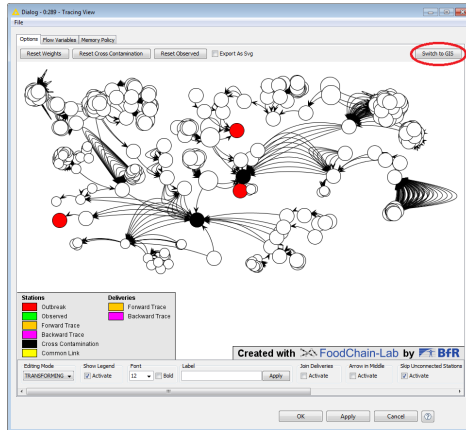 Dialog - 0:289 - Tracing View
File
Options Flow Variables Memory Policy
Reset Weights Reset Cross Contamination Reset Observed Export As Svg Switch to GIS
Stations Deliveries
Outbreak Forward Trace
Observed Backward Trace
Forward Trace
Backward Trace
Cross Contamination
Common Link
Created with FoodChain-Lab by BfR
Editing Mode Show Legend Font Label Join Deliveries Arrow in Middle Skip Unconnected Stations
TRANSFORMING Activate 12 Bold Apply Activate Activate Activate
OK Apply Cancel ?